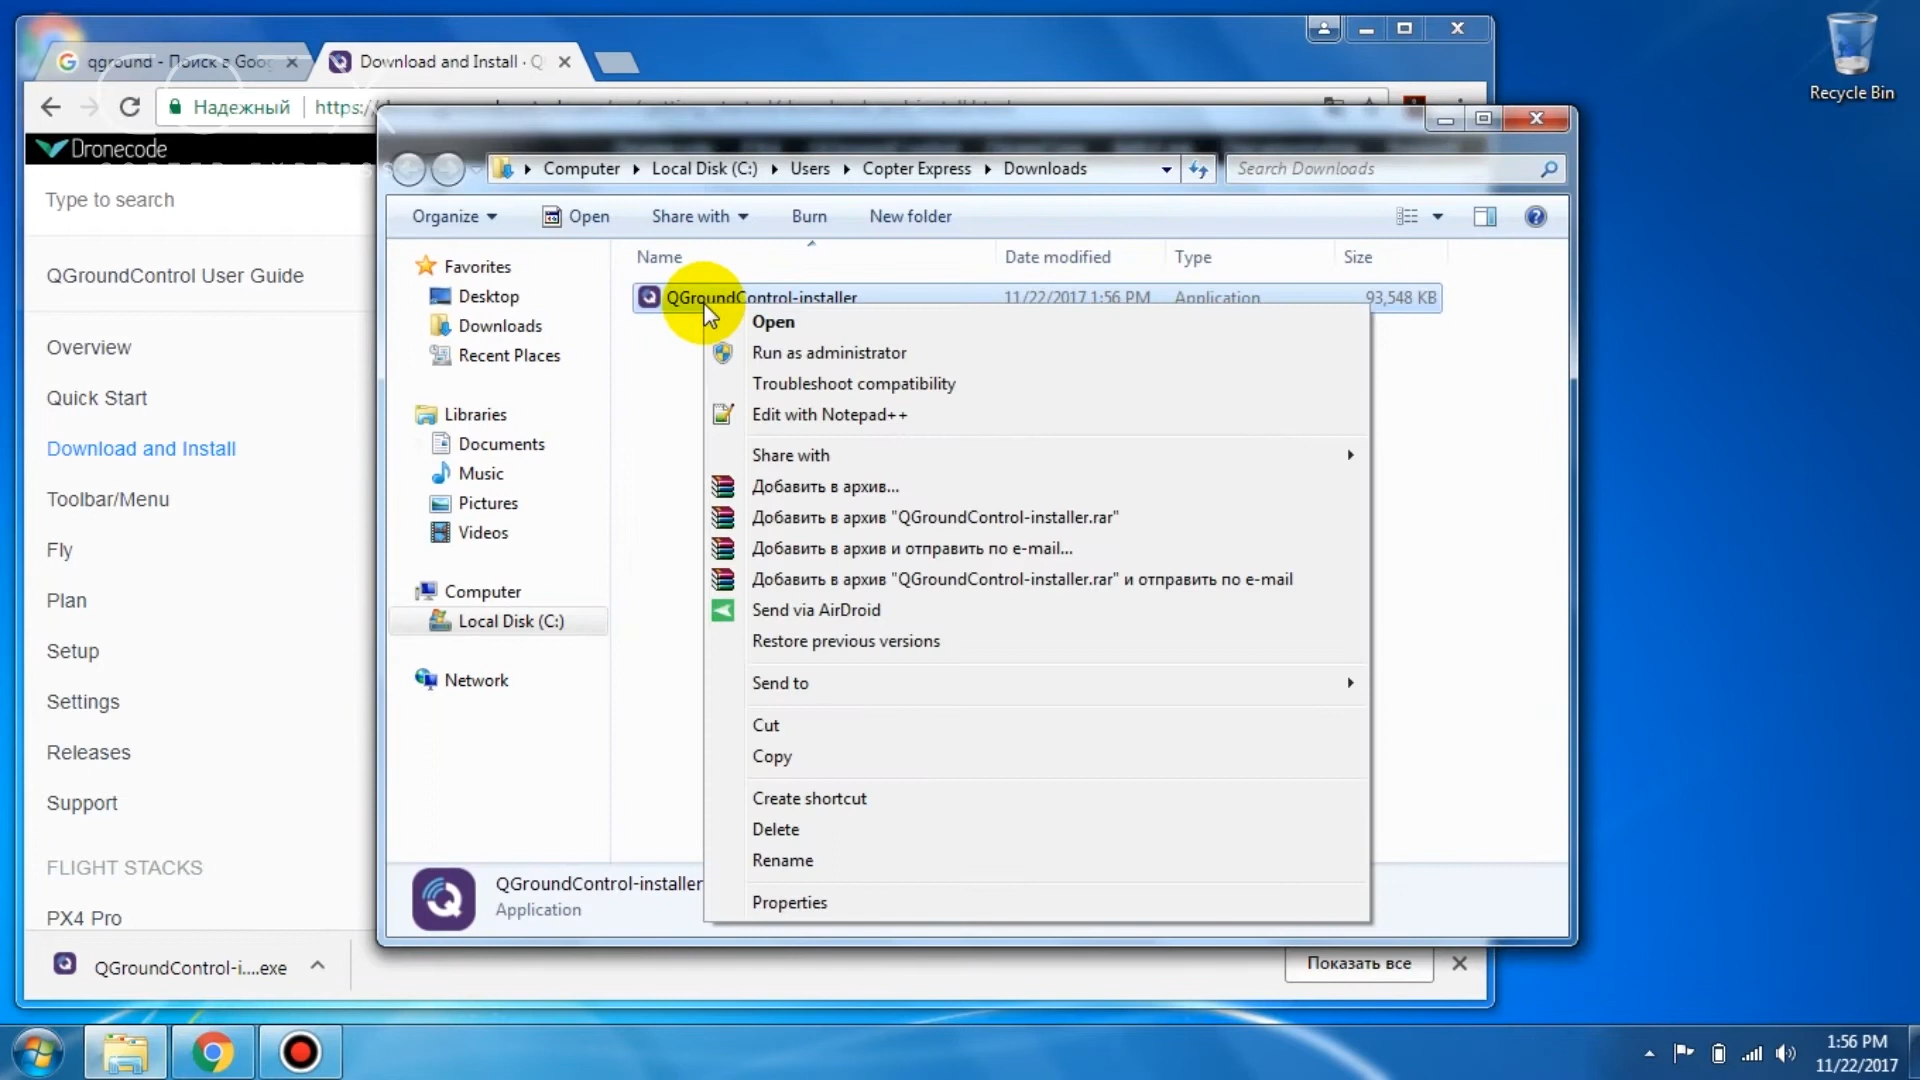 qground - Поиск в Goo
Download and Install · Q
Recycle Bin
Надежный
https:/
Dronecode
Computer
Local Disk (C:)
Users
Copter Express
Downloads
Search Downloads
Type to search
Organize
Open
Share with
Burn
New folder
Name
Date modified
Type
Size
QGroundControl User Guide
Overview
Quick Start
Download and Install
Toolbar/Menu
Fly
Plan
Setup
Settings
Releases
Support
FLIGHT STACKS
PX4 Pro
Favorites
Desktop
Downloads
Recent Places
Libraries
Documents
Music
Pictures
Videos
Computer
Local Disk (C:)
Network
QGroundControl-installer
11/22/2017 1:56 PM
Application
93,548 KB
Open
Run as administrator
Troubleshoot compatibility
Edit with Notepad++
Share with
Добавить в архив...
Добавить в архив "QGroundControl-installer.rar"
Добавить в архив и отправить по e-mail...
Добавить в архив "QGroundControl-installer.rar" и отправить по e-mail
Send via AirDroid
Restore previous versions
Send to
Cut
Copy
Create shortcut
Delete
Rename
Properties
QGroundControl-installer
Application
QGroundControl-i....exe
Показать все
1:56 PM
11/22/2017